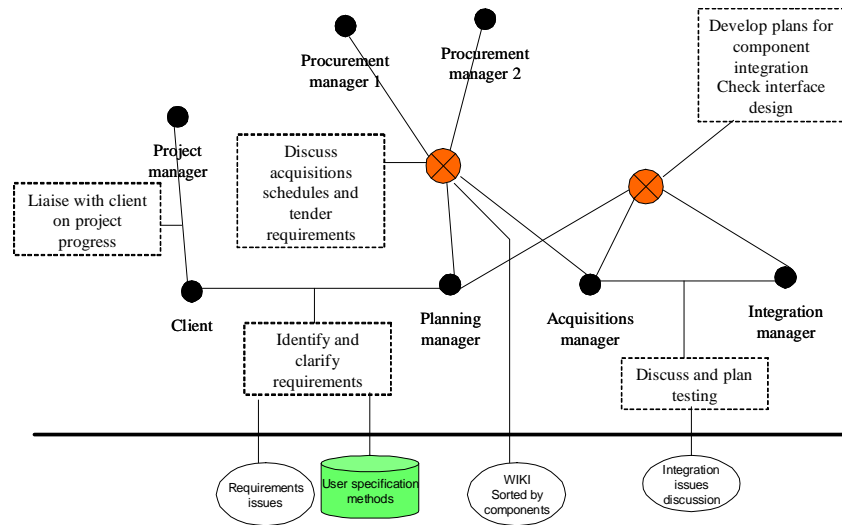 Procurement
manager 1
Procurement
manager 2
Develop plans for
component
integration
Check interface
design
Project
manager
Discuss
acquisitions
schedules and
tender
requirements
Liaise with client
on project
progress
Client
Planning
manager
Acquisitions
manager
Integration
manager
Identify and
clarify
requirements
Discuss and plan
testing
Requirements
issues
User specification
methods
WIKI
Sorted by
components
Integration
issues
discussion